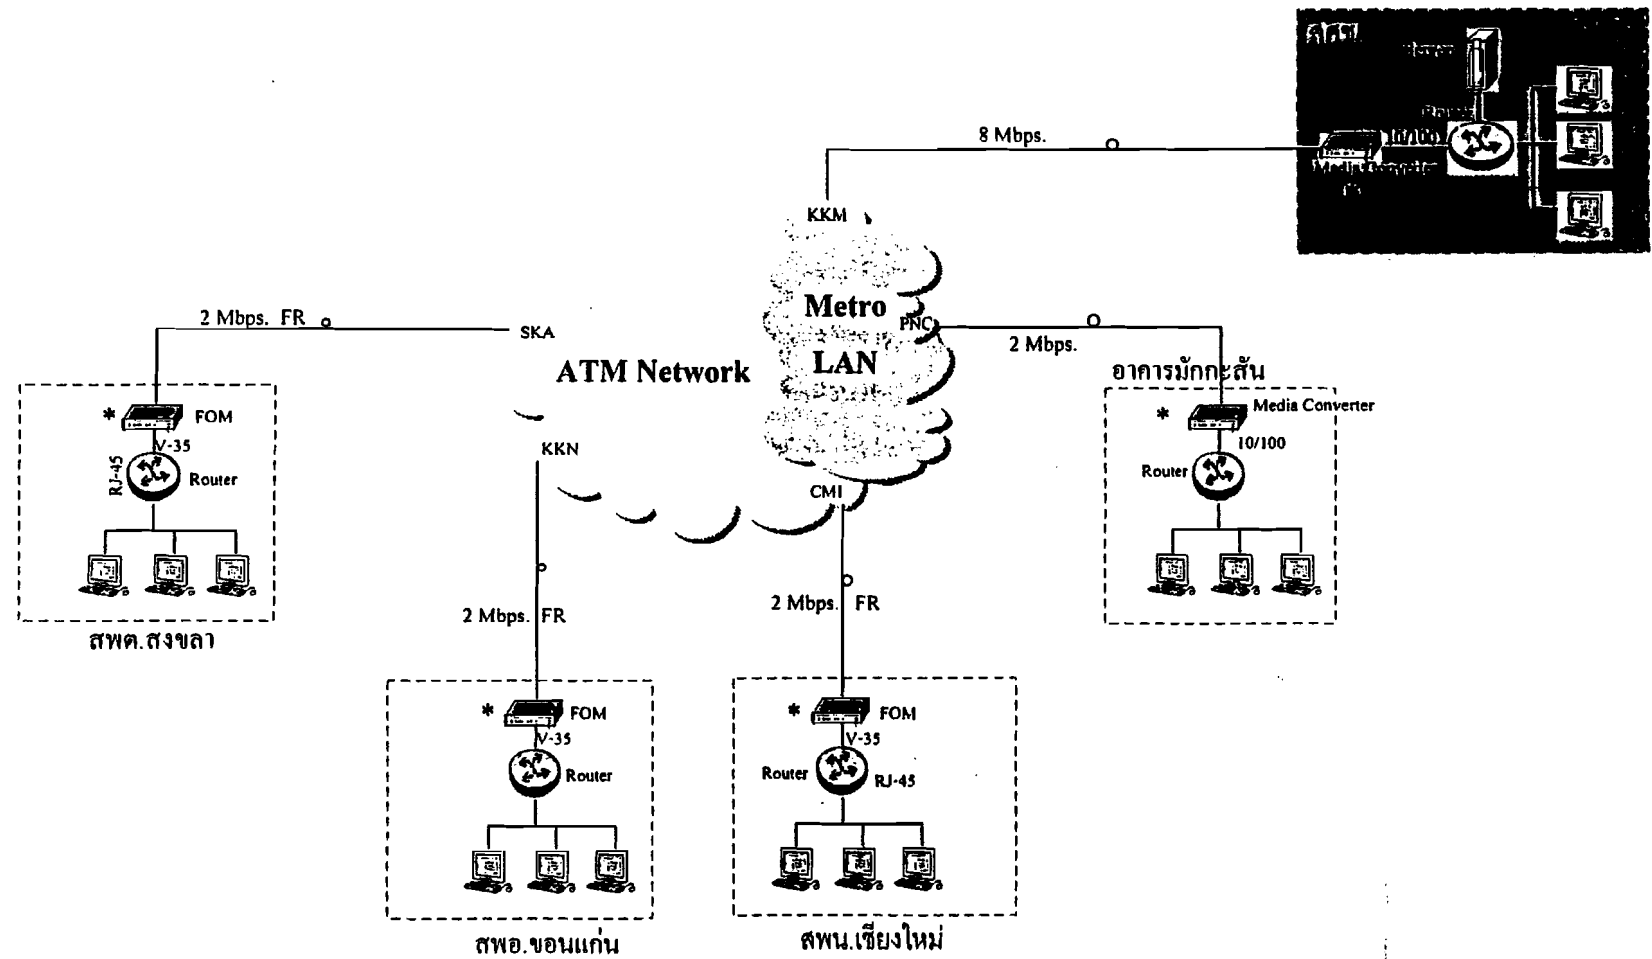 Server
Router
10/100
Media Converter
8 Mbps.
KKM
Metro
LAN
PNC
2 Mbps.
2 Mbps. FR
SKA
ATM Network
KKN
CMI
อาคารมักกะสัน
* Media Converter
10/100
Router
* FOM
V-35
RJ-45
Router
สพต.สงขลา
2 Mbps. FR
* FOM
V-35
Router
สพอ.ขอนแก่น
2 Mbps. FR
* FOM
V-35
Router
RJ-45
สพน.เชียงใหม่